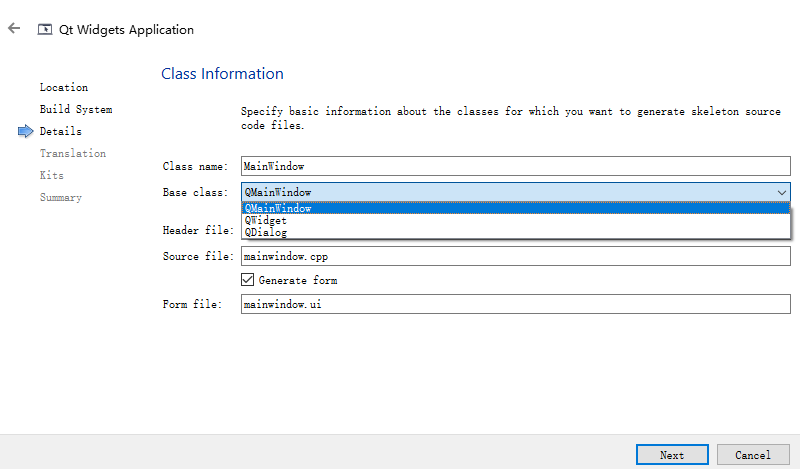 Qt Widgets Application
Location
Build System
Details
Translation
Kits
Summary
Class Information
Specify basic information about the classes for which you want to generate skeleton source
code files.
Class name: MainWindow
Base class: QMainWindow
QMainWindow
QWidget
QDialog
Header file:
Source file: mainwindow.cpp
Generate form
Form file: mainwindow.ui
Next
Cancel